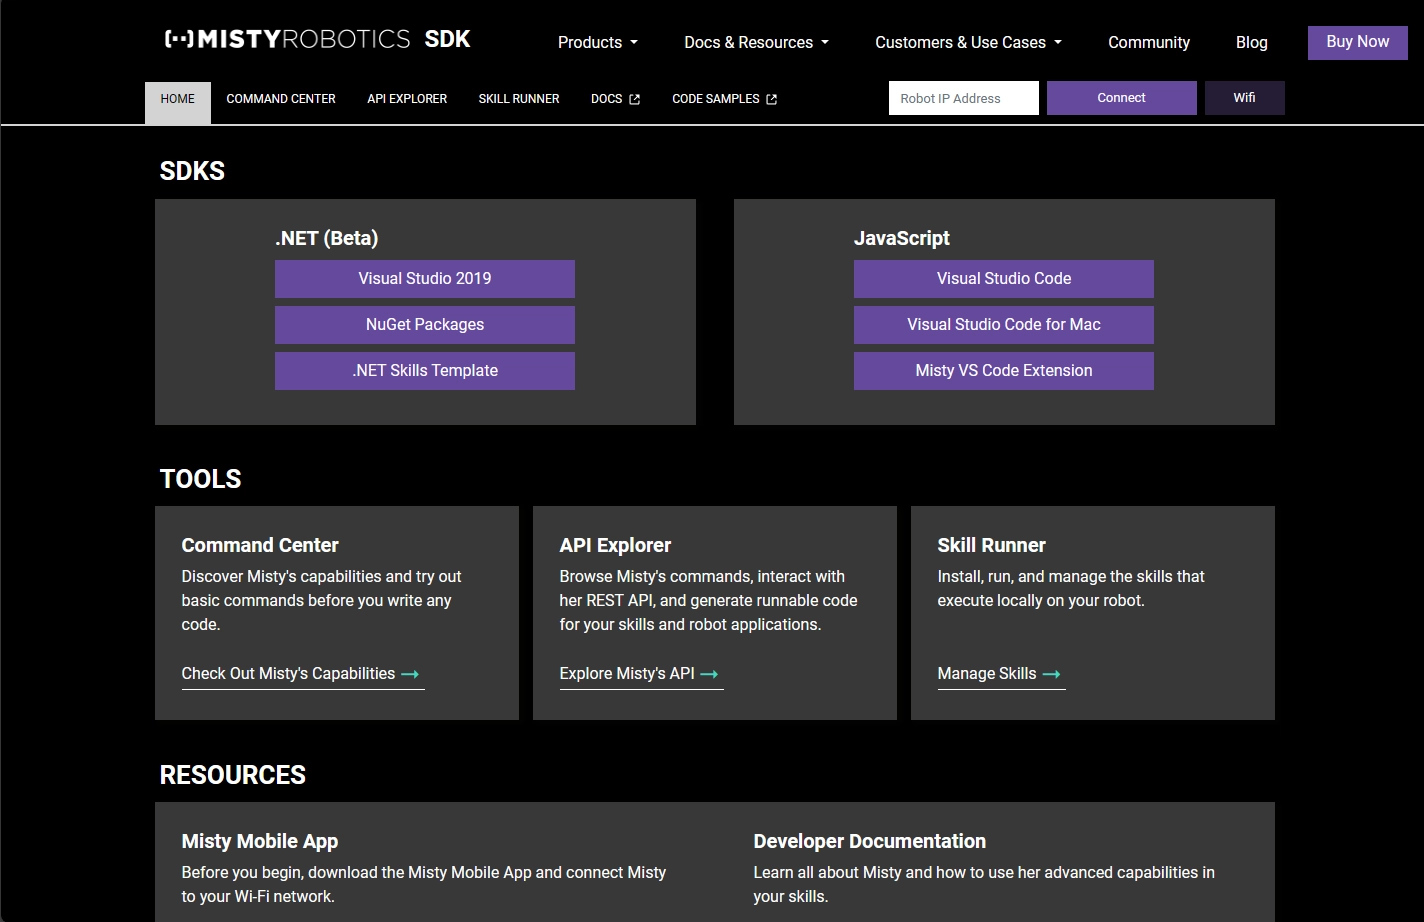 MISTYROBOTICS SDK
Products
Docs & Resources
Customers & Use Cases
Community
Blog
Buy Now
HOME
COMMAND CENTER
API EXPLORER
SKILL RUNNER
DOCS
CODE SAMPLES
Robot IP Address
Connect
Wifi
SDKS
.NET (Beta)
Visual Studio 2019
NuGet Packages
.NET Skills Template
JavaScript
Visual Studio Code
Visual Studio Code for Mac
Misty VS Code Extension
TOOLS
Command Center
Discover Misty's capabilities and try out
basic commands before you write any
code.
Check Out Misty's Capabilities
API Explorer
Browse Misty's commands, interact with
her REST API, and generate runnable code
for your skills and robot applications.
Explore Misty's API
Skill Runner
Install, run, and manage the skills that
execute locally on your robot.
Manage Skills
RESOURCES
Misty Mobile App
Before you begin, download the Misty Mobile App and connect Misty
to your Wi-Fi network.
Developer Documentation
Learn all about Misty and how to use her advanced capabilities in
your skills.